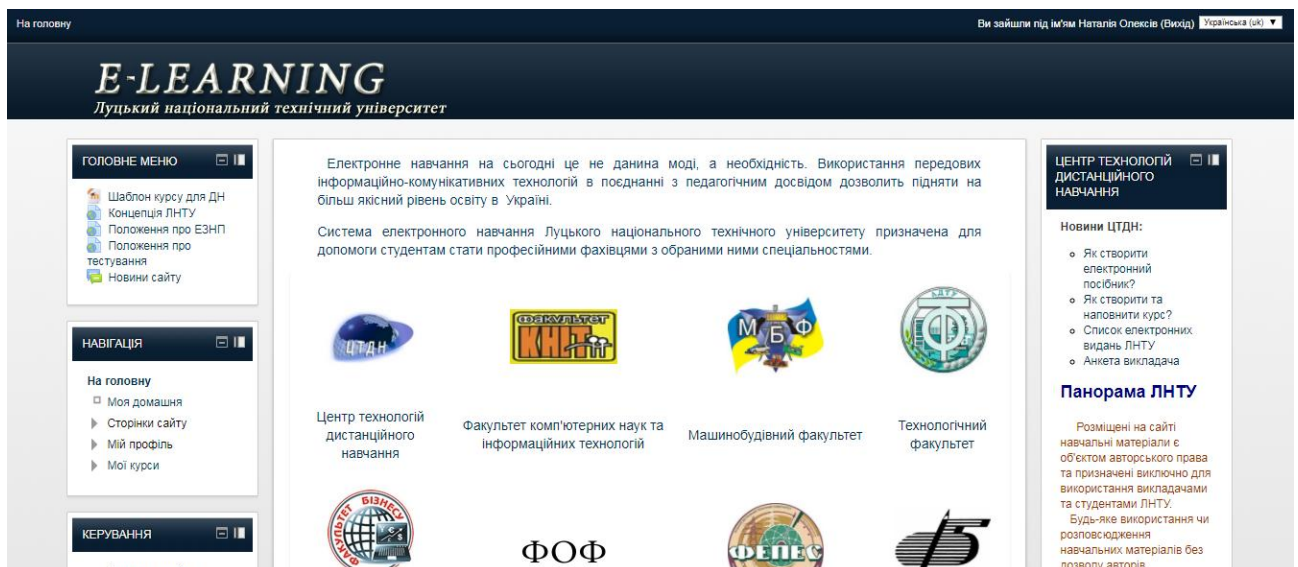 На головну
Ви зайшли під ім'ям Наталія Олексів (Вихід)
Українська (uk)
E-LEARNING
Луцький національний технічний університет
ГОЛОВНЕ МЕНЮ
Шаблон курсу для ДН
Концепція ЛНТУ
Положення про ЕЗНП
Положення про
тестування
Новини сайту
НАВІГАЦІЯ
На головну
Моя домашня
Сторінки сайту
Мій профіль
Мої курси
КЕРУВАННЯ
Електронне навчання на сьогодні це не данина моді, а необхідність. Використання передових
інформаційно-комунікативних технологій в поєднанні з педагогічним досвідом дозволить підняти на
більш якісний рівень освіту в Україні.
Система електронного навчання Луцького національного технічного університету призначена для
допомоги студентам стати професійними фахівцями з обраними ними спеціальностями.
ЦТДН
ФАКУЛЬТЕТ
КНІТ
МБФ
ЛДТУ
Центр технологій
дистанційного
навчання
Факультет комп'ютерних наук та
інформаційних технологій
Машинобудівний факультет
Технологічний
факультет
ФАКУЛЬТЕТ БІЗНЕСУ
ФОФ
ФЕПЕС
ЦЕНТР ТЕХНОЛОГІЙ
ДИСТАНЦІЙНОГО
НАВЧАННЯ
Новини ЦТДН:
Як створити
електронний
посібник?
Як створити та
наповнити курс?
Список електронних
видань ЛНТУ
Анкета викладача
Панорама ЛНТУ
Розміщені на сайті
навчальні матеріали є
об'єктом авторського права
та призначені виключно для
використання викладачами
та студентами ЛНТУ.
Будь-яке використання чи
розповсюдження
навчальних матеріалів без
дозволу авторів